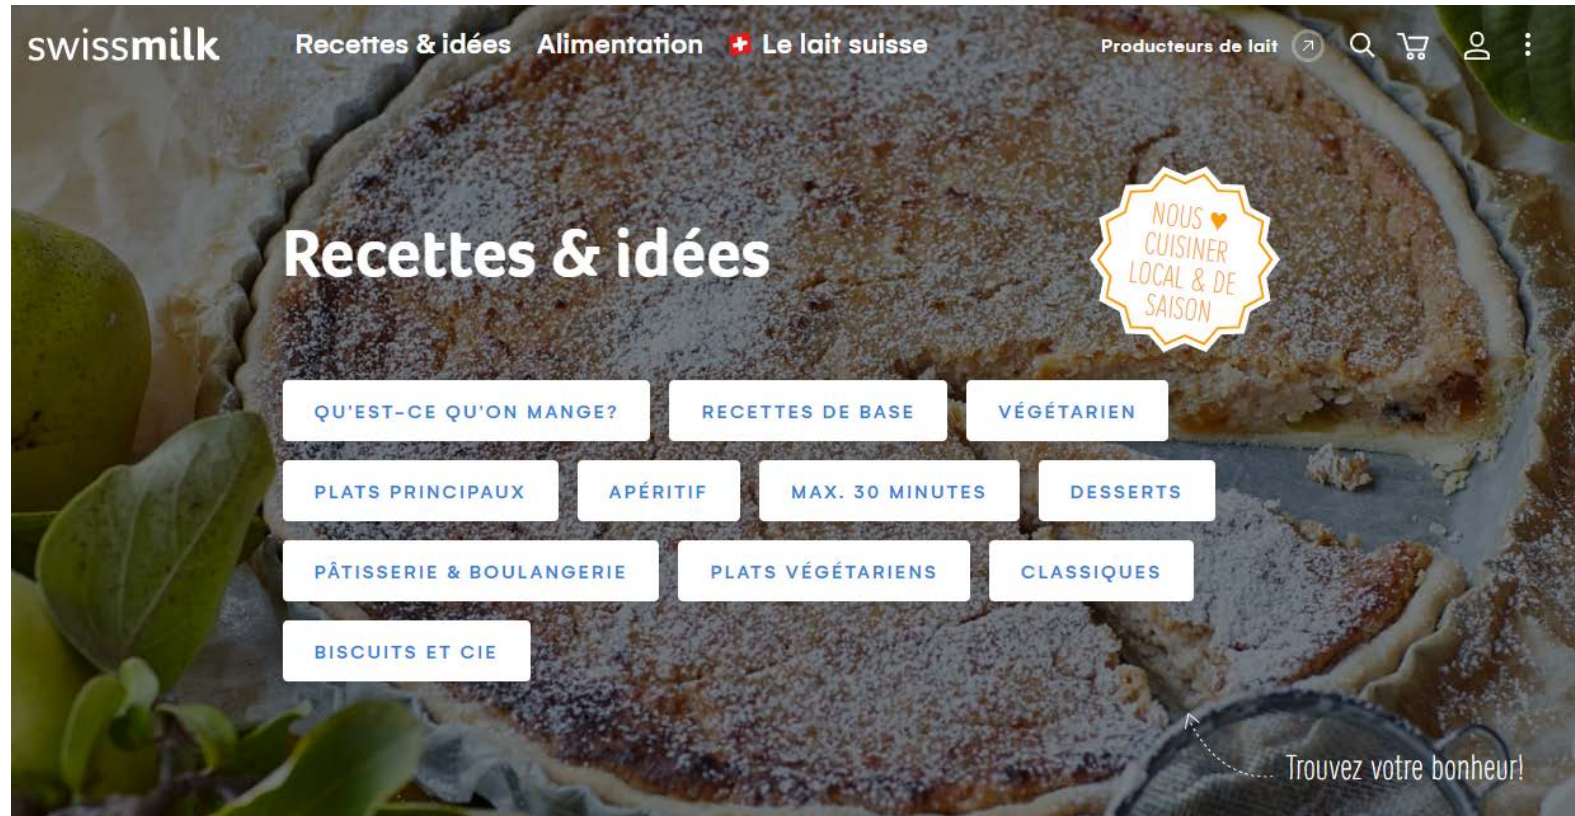 swissmilk
Recettes & idées
Alimentation
Le lait suisse
Producteurs de lait
Recettes & idées
NOUS ♥
CUISINER
LOCAL & DE
SAISON
QU'EST-CE QU'ON MANGE?
RECETTES DE BASE
VÉGÉTARIEN
PLATS PRINCIPAUX
APÉRITIF
MAX. 30 MINUTES
DESSERTS
PÂTISSERIE & BOULANGERIE
PLATS VÉGÉTARIENS
CLASSIQUES
BISCUITS ET CIE
Trouvez votre bonheur!